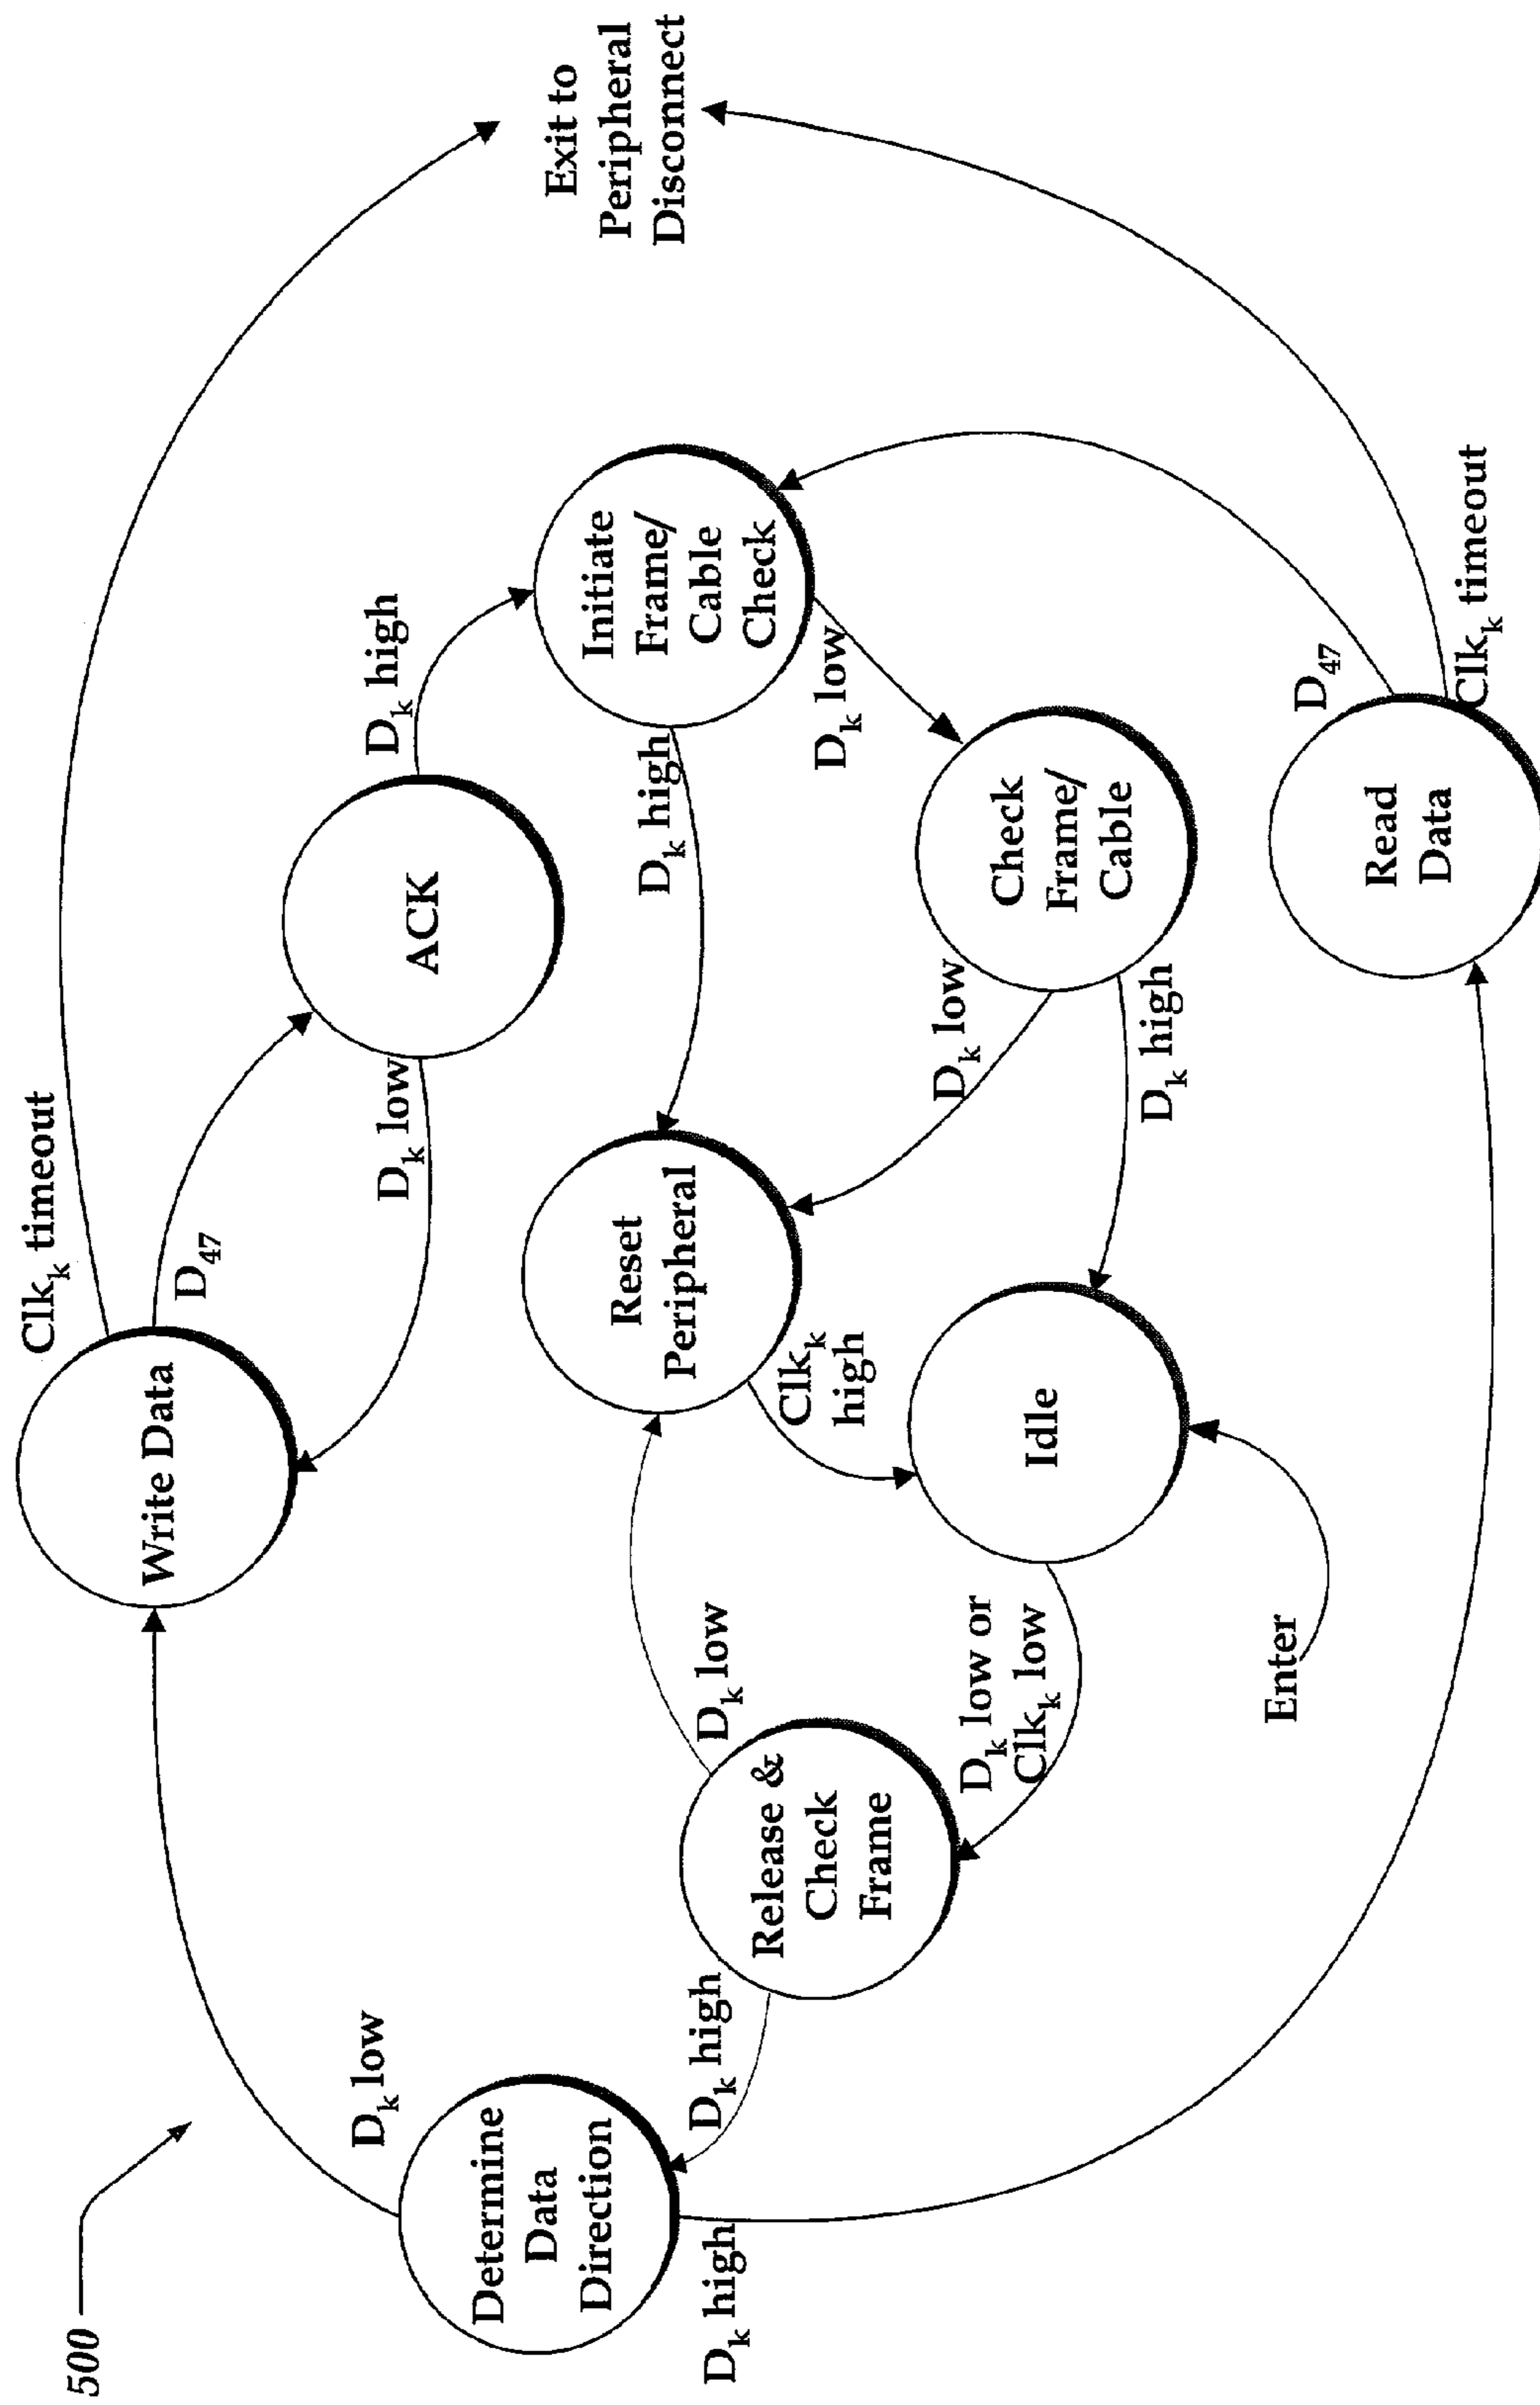 500
Determine
Data
Direction
D_k low
D_k high
Release &
Check
Frame
D_k high
D_k low
D_k low or
Clk_k low
Enter
Write Data
Clk_k timeout
D_47
D_k low
Reset
Peripheral
Clk_k
high
Idle
ACK
D_k high
D_k high
D_k low
D_k high
Initiate
Frame/
Cable
Check
D_k low
Check
Frame/
Cable
Read
Data
D_47
Clk_k timeout
Exit to
Peripheral
Disconnect